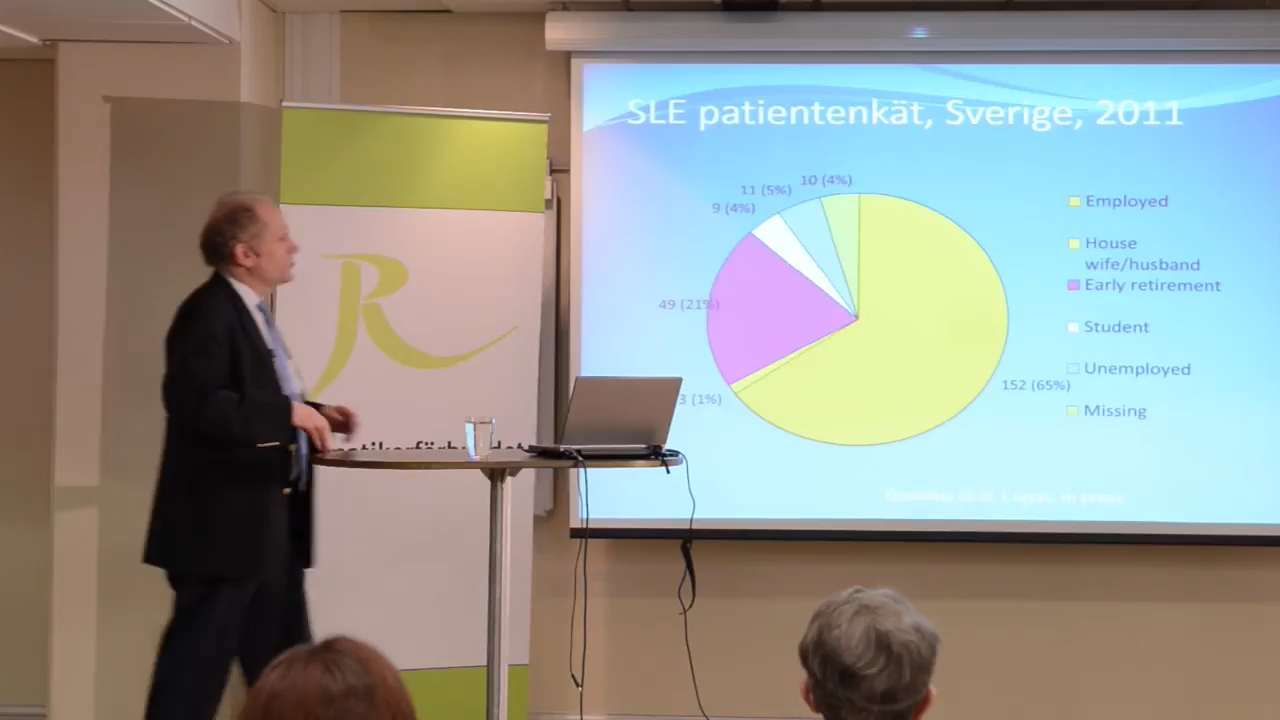 SLE patientenkät, Sverige, 2011
10 (4%)
11 (5%)
9 (4%)
49 (21%)
3 (1%)
152 (65%)
Employed
House
wife/husband
Early retirement
Student
Unemployed
Missing
R